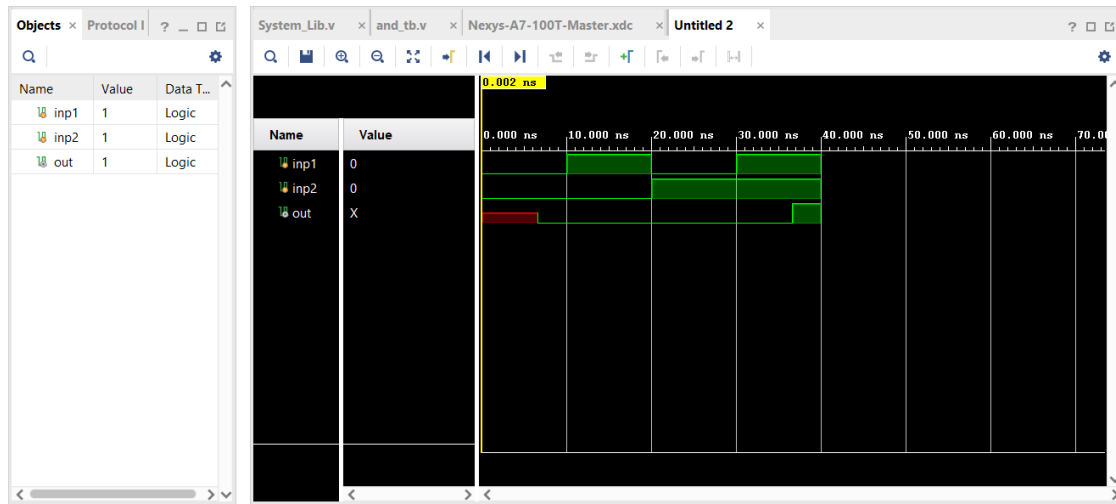 Objects × Protocol I ? _
Name Value Data T...
inp1 1 Logic
inp2 1 Logic
out 1 Logic
System_Lib.v × and_tb.v × Nexys-A7-100T-Master.xdc × Untitled 2 × ?
0.002 ns
Name Value
0.000 ns 10.000 ns 20.000 ns 30.000 ns 40.000 ns 50.000 ns 60.000 ns 70.00
inp1 0
inp2 0
out X